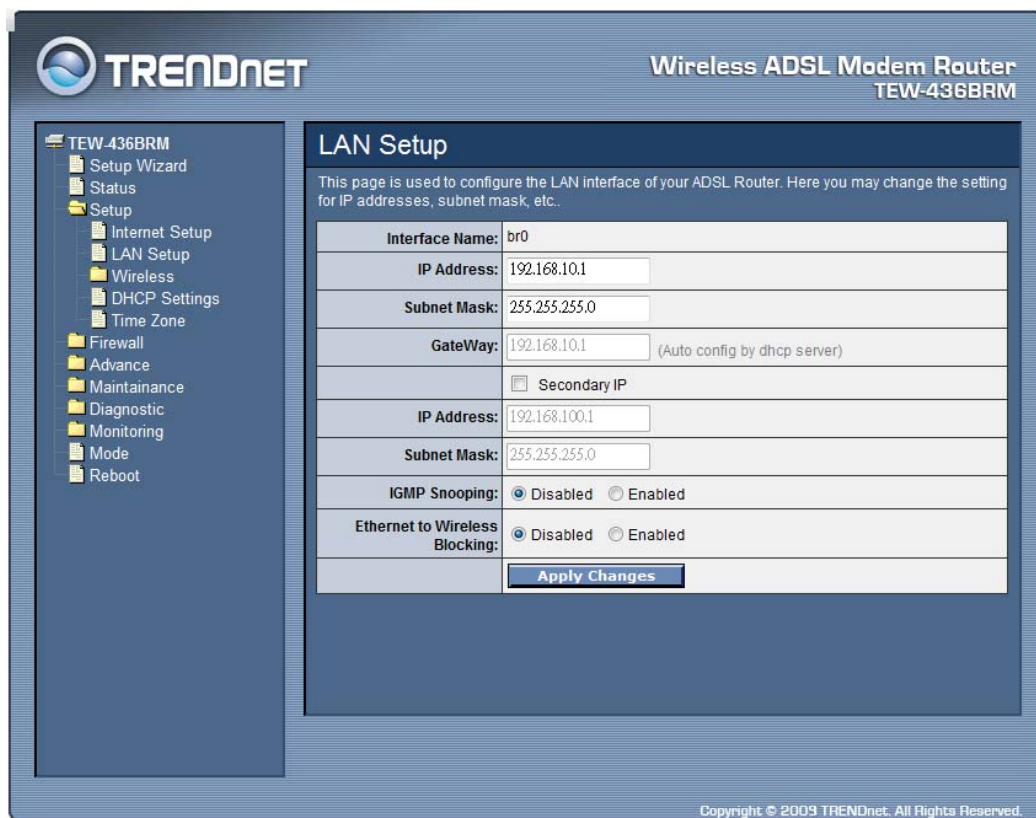 TRENDNET
Wireless ADSL Modem Router
TEW-436BRM
TEW-436BRM
Setup Wizard
Status
Setup
Internet Setup
LAN Setup
Wireless
DHCP Settings
Time Zone
Firewall
Advance
Maintainance
Diagnostic
Monitoring
Mode
Reboot
LAN Setup
This page is used to configure the LAN interface of your ADSL Router. Here you may change the setting
for IP addresses, subnet mask, etc..
Interface Name: br0
IP Address: 192.168.10.1
Subnet Mask: 255.255.255.0
GateWay: 192.168.10.1 (Auto config by dhcp server)
Secondary IP
IP Address: 192.168.100.1
Subnet Mask: 255.255.255.0
IGMP Snooping: Disabled Enabled
Ethernet to Wireless
Blocking: Disabled Enabled
Apply Changes
Copyright © 2009 TRENDnet. All Rights Reserved.